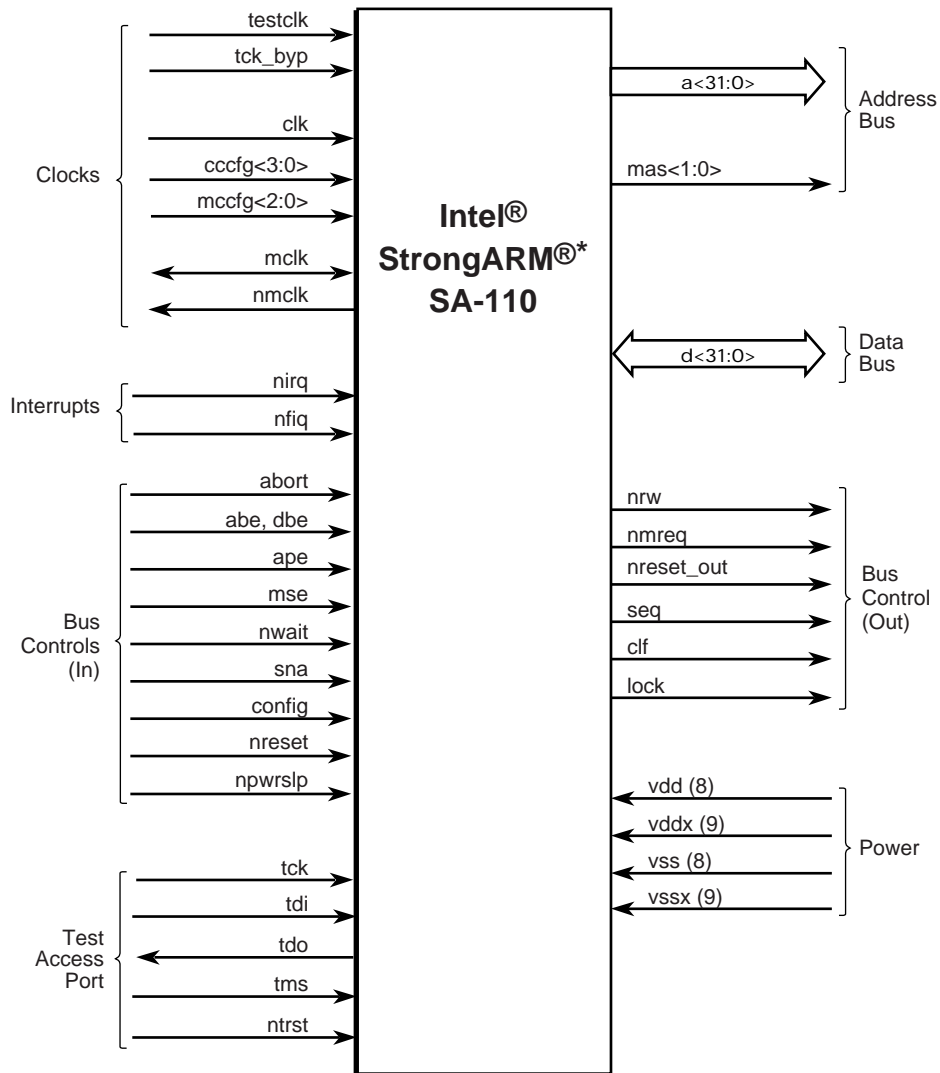 testclk
tck_byp
clk
cccfg<3:0>
mccfg<2:0>
mclk
nmclk
Clocks
nirq
nfiq
Interrupts
abort
abe, dbe
ape
mse
nwait
sna
config
nreset
npwrslp
Bus
Controls
(In)
tck
tdi
tdo
tms
ntrst
Test
Access
Port
Intel®
StrongARM®*
SA-110
a<31:0>
mas<1:0>
Address
Bus
d<31:0>
Data
Bus
nrw
nmreq
nreset_out
seq
clf
lock
Bus
Control
(Out)
vdd (8)
vddx (9)
vss (8)
vssx (9)
Power